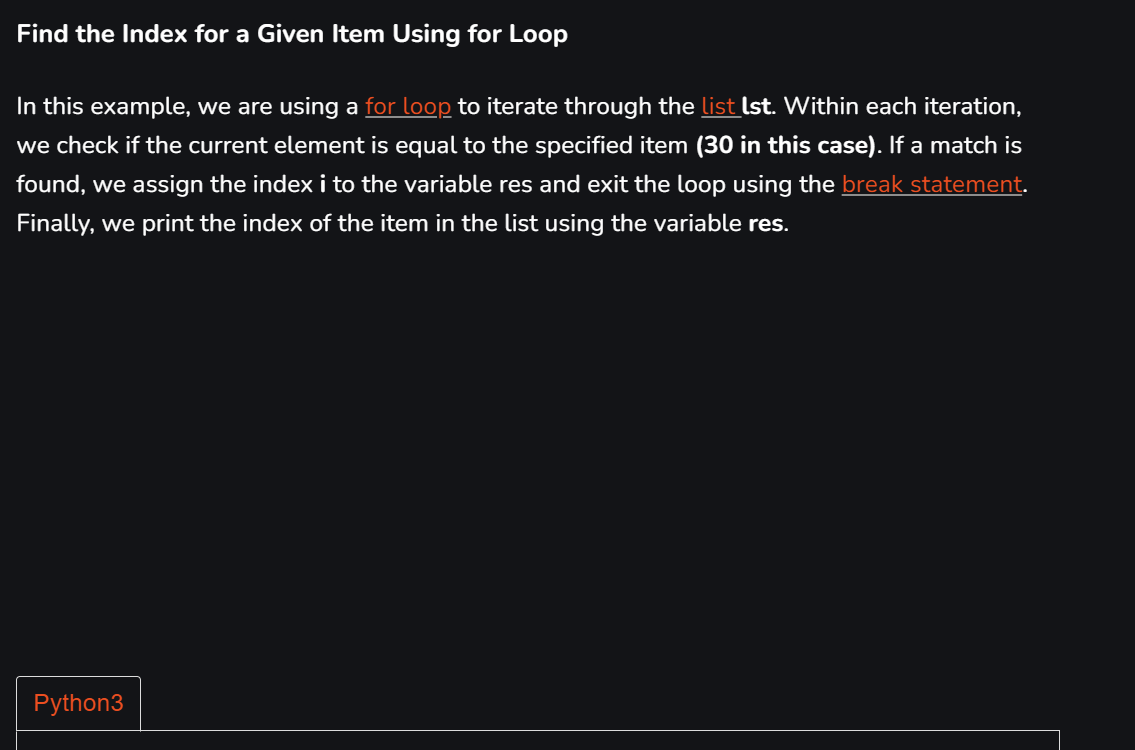 Find the Index for a Given Item Using for Loop
In this example, we are using a for loop to iterate through the list lst. Within each iteration,
we check if the current element is equal to the specified item (30 in this case). If a match is
found, we assign the index i to the variable res and exit the loop using the break statement.
Finally, we print the index of the item in the list using the variable res.
Python3